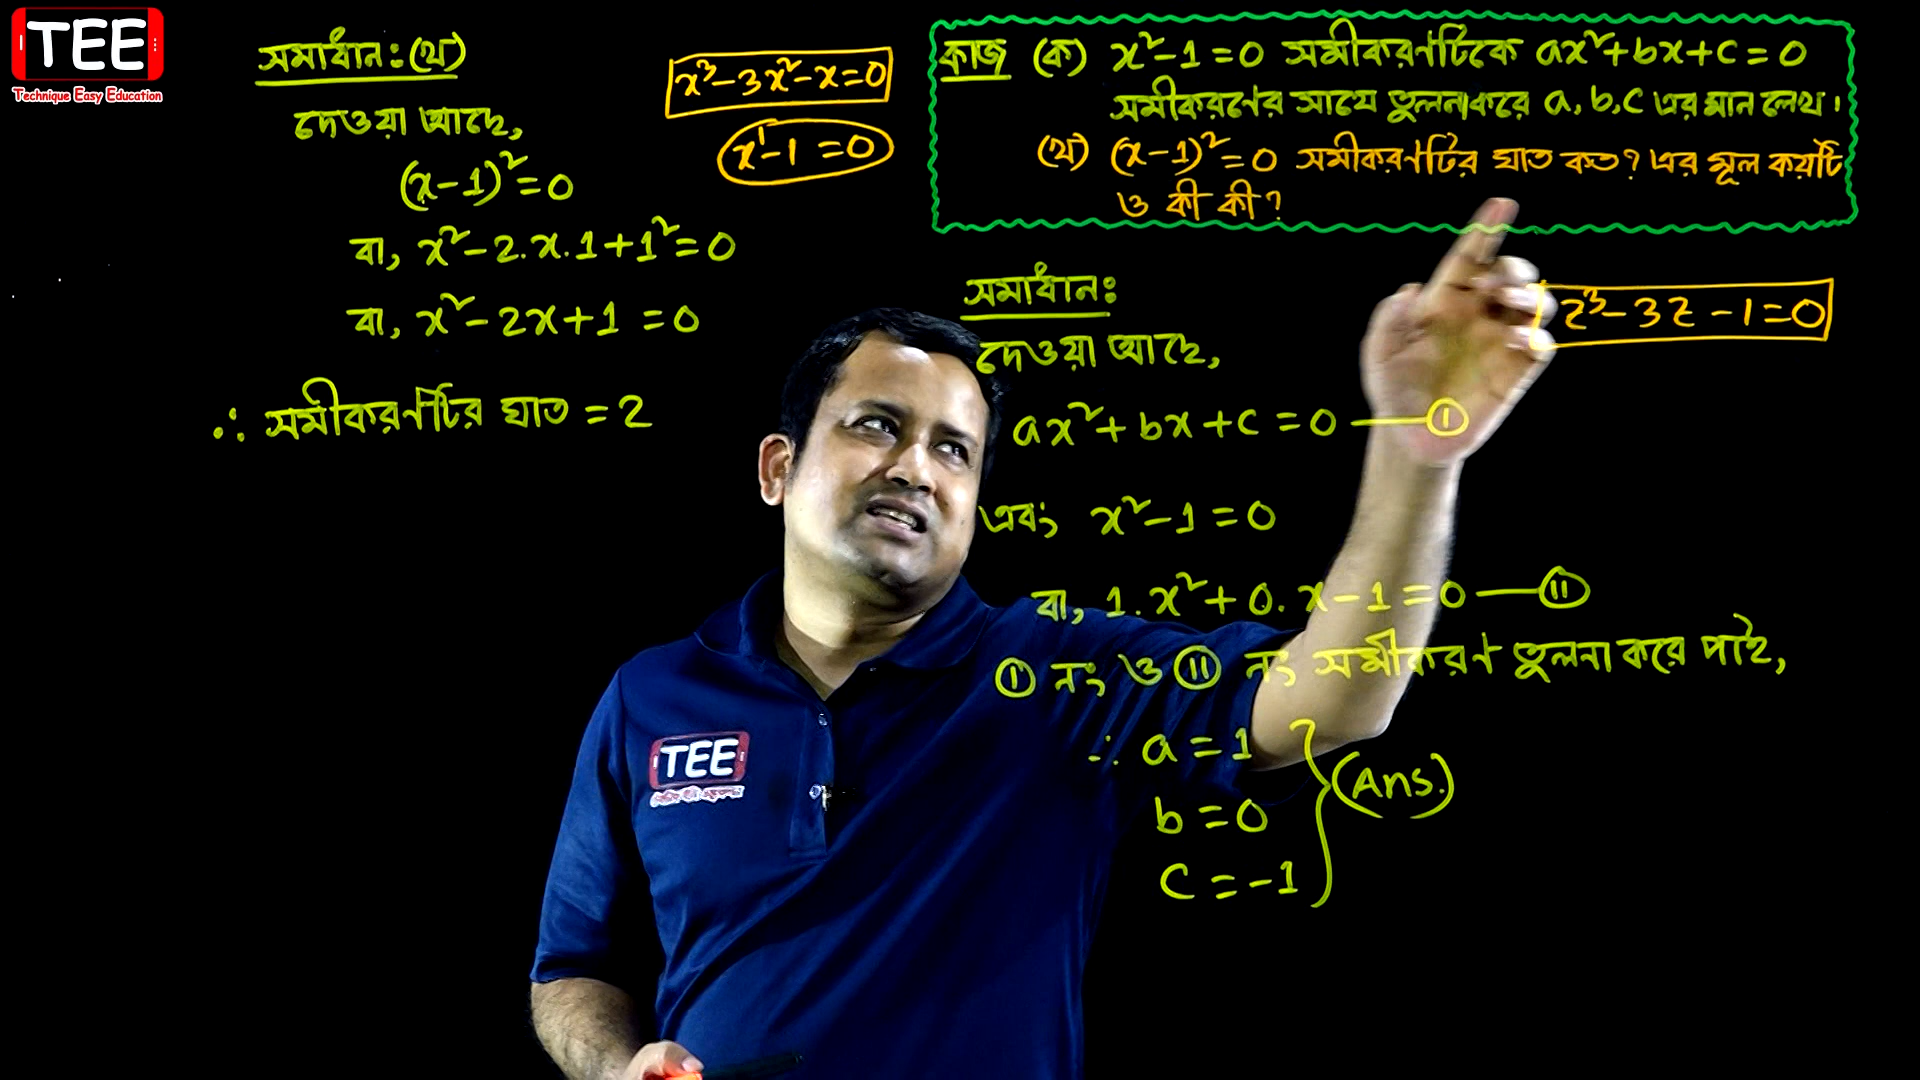 TEE
Technique Easy Education
সমাধান: (খ)
দেওয়া আছে,
(x-1)²=0
বা, x²-2.x.1+1²=0
বা, x²-2x+1=0
∴ সমীকরণটির ঘাত = 2
x³-3x²-x=0
x¹-1=0
কাজ (ক) x²-1=0 সমীকরণটিকে ax²+bx+c=0
সমীকরণের সাথে তুলনা করে a, b, c এর মান লেখ।
(খ) (x-1)²=0 সমীকরণটির ঘাত কত? এর মূল কয়টি
ও কী কী?
z³-3z-1=0
সমাধান:
দেওয়া আছে,
ax²+bx+c=0 — ①
এবং x²-1=0
বা, 1.x²+0.x-1=0 — ⑪
① নং ও ⑪ নং সমীকরণ তুলনা করে পাই,
∴ a=1
b=0
c=-1
(Ans.)
TEE